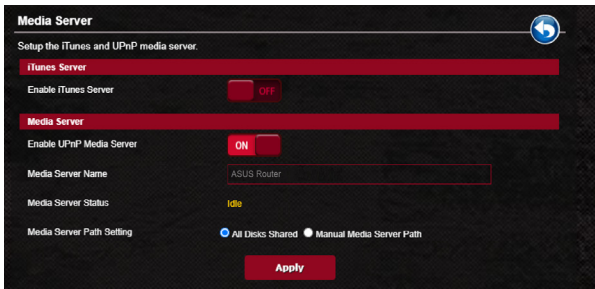 Media Server
Setup the iTunes and UPnP media server.
iTunes Server
Enable iTunes Server OFF
Media Server
Enable UPnP Media Server ON
Media Server Name ASUS Router
Media Server Status Idle
Media Server Path Setting All Disks Shared Manual Media Server Path
Apply